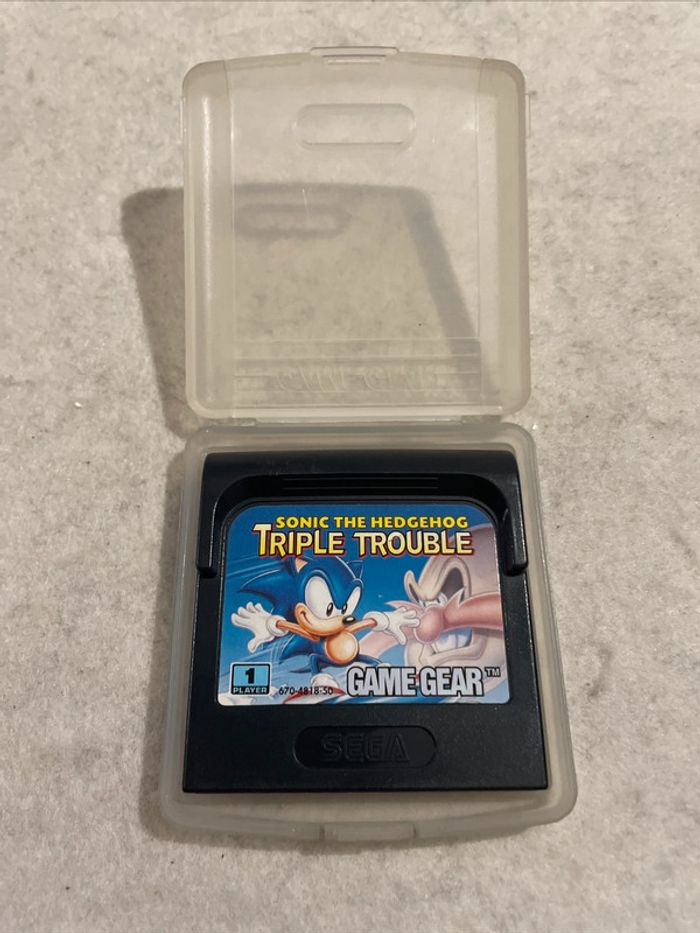 SONIC THE HEDGEHOG
TRIPLE TROUBLE
1
PLAYER
670-4818-50
GAME GEAR™
SEGA